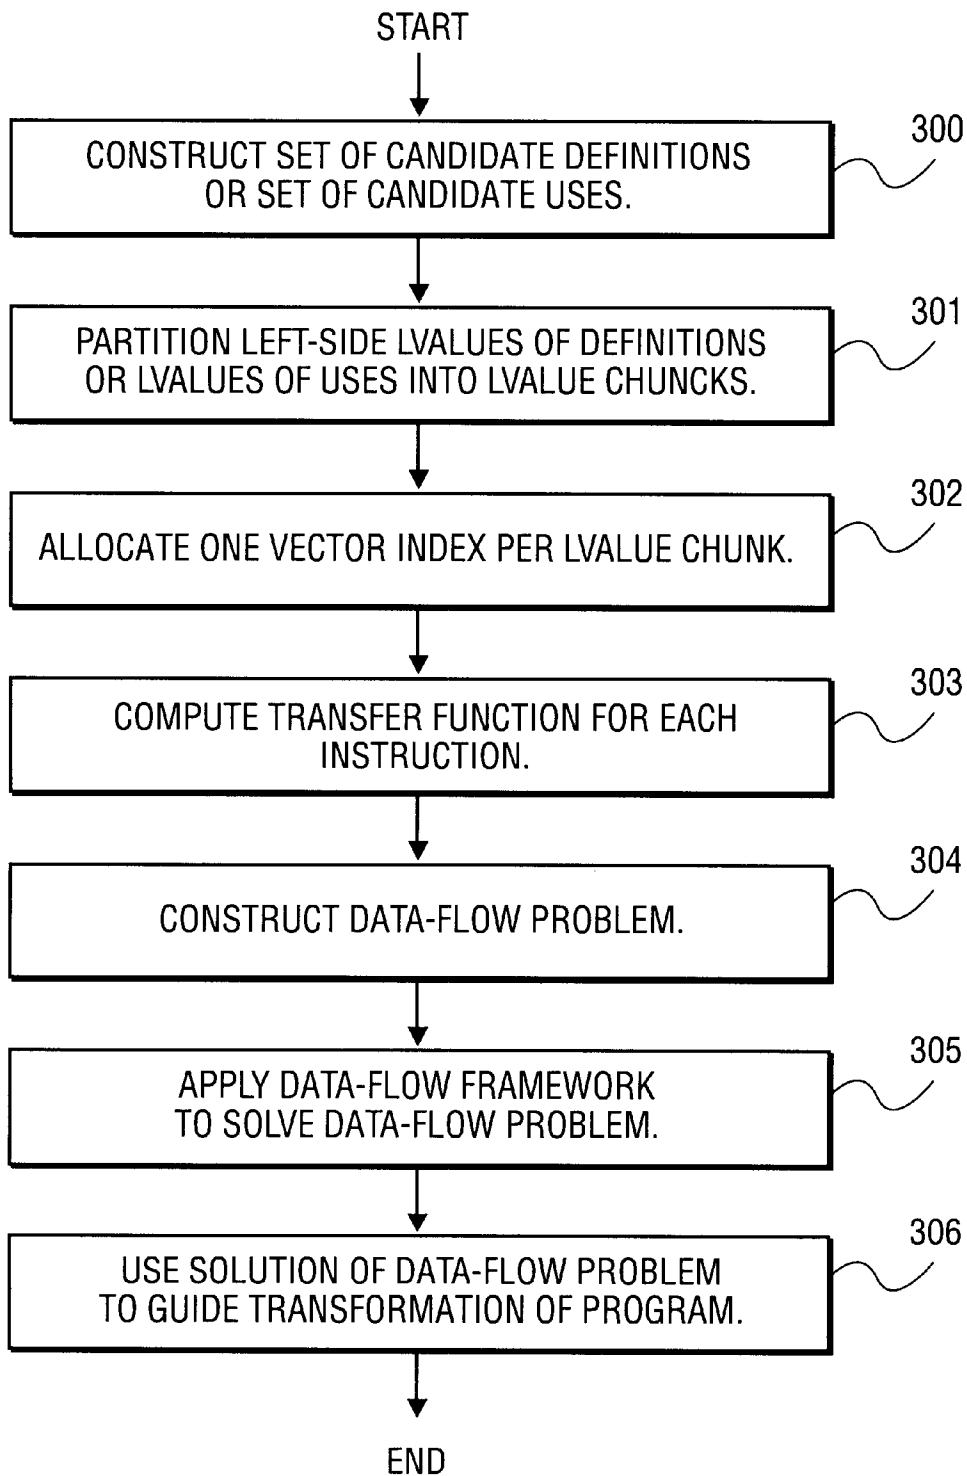 START
300
CONSTRUCT SET OF CANDIDATE DEFINITIONS
OR SET OF CANDIDATE USES.
301
PARTITION LEFT-SIDE LVALUES OF DEFINITIONS
OR LVALUES OF USES INTO LVALUE CHUNCKS.
302
ALLOCATE ONE VECTOR INDEX PER LVALUE CHUNK.
303
COMPUTE TRANSFER FUNCTION FOR EACH
INSTRUCTION.
304
CONSTRUCT DATA-FLOW PROBLEM.
305
APPLY DATA-FLOW FRAMEWORK
TO SOLVE DATA-FLOW PROBLEM.
306
USE SOLUTION OF DATA-FLOW PROBLEM
TO GUIDE TRANSFORMATION OF PROGRAM.
END